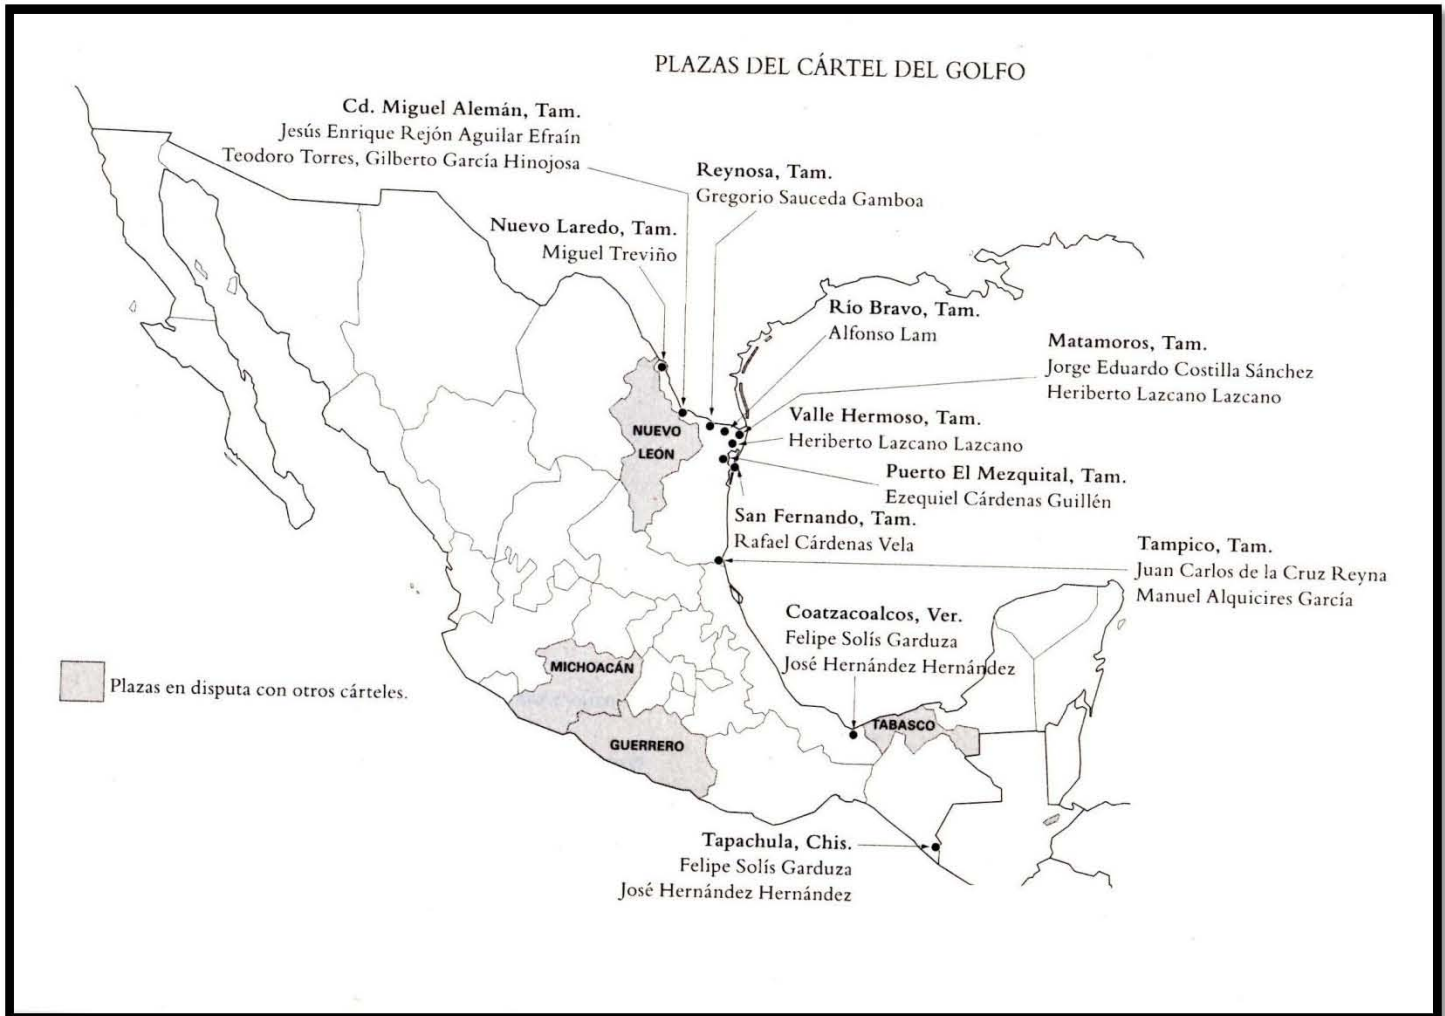 PLAZAS DEL CÁRTEL DEL GOLFO
Cd. Miguel Alemán, Tam.
Jesús Enrique Rejón Aguilar Efraín
Teodoro Torres, Gilberto García Hinojosa
Reynosa, Tam.
Gregorio Sauceda Gamboa
Nuevo Laredo, Tam.
Miguel Treviño
Río Bravo, Tam.
Alfonso Lam
Matamoros, Tam.
Jorge Eduardo Costilla Sánchez
Heriberto Lazcano Lazcano
Valle Hermoso, Tam.
Heriberto Lazcano Lazcano
NUEVO
LEÓN
Puerto El Mezquital, Tam.
Ezequiel Cárdenas Guillén
San Fernando, Tam.
Rafael Cárdenas Vela
Tampico, Tam.
Juan Carlos de la Cruz Reyna
Manuel Alquicires García
Coatzacoalcos, Ver.
Felipe Solís Garduza
José Hernández Hernández
MICHOACÁN
Plazas en disputa con otros cárteles.
TABASCO
GUERRERO
Tapachula, Chis.
Felipe Solís Garduza
José Hernández Hernández